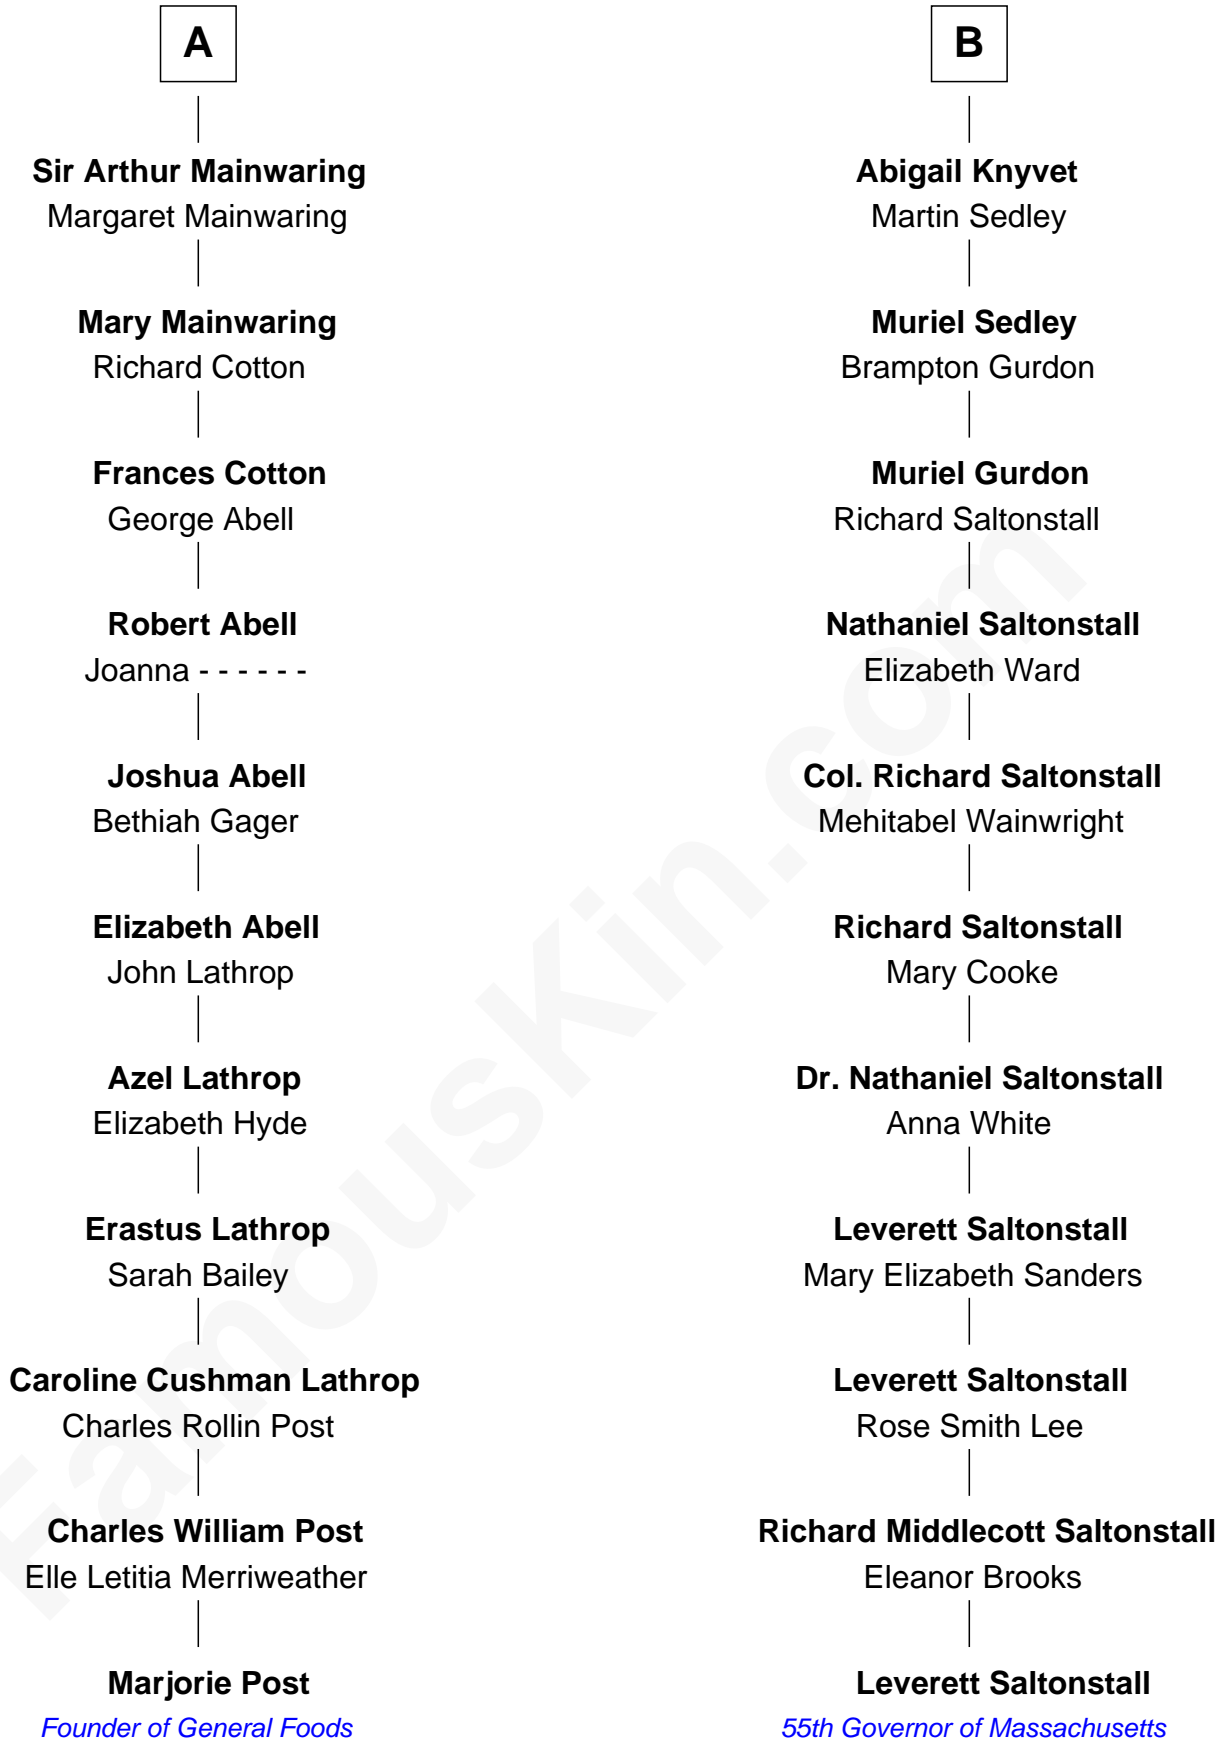 A
Sir Arthur Mainwaring
Margaret Mainwaring
Mary Mainwaring
Richard Cotton
Frances Cotton
George Abell
Robert Abell
Joanna - - - - - -
Joshua Abell
Bethiah Gager
Elizabeth Abell
John Lathrop
Azel Lathrop
Elizabeth Hyde
Erastus Lathrop
Sarah Bailey
Caroline Cushman Lathrop
Charles Rollin Post
Charles William Post
Elle Letitia Merriweather
Marjorie Post
Founder of General Foods
B
Abigail Knyvet
Martin Sedley
Muriel Sedley
Brampton Gurdon
Muriel Gurdon
Richard Saltonstall
Nathaniel Saltonstall
Elizabeth Ward
Col. Richard Saltonstall
Mehitabel Wainwright
Richard Saltonstall
Mary Cooke
Dr. Nathaniel Saltonstall
Anna White
Leverett Saltonstall
Mary Elizabeth Sanders
Leverett Saltonstall
Rose Smith Lee
Richard Middlecott Saltonstall
Eleanor Brooks
Leverett Saltonstall
55th Governor of Massachusetts
FamousKin.com